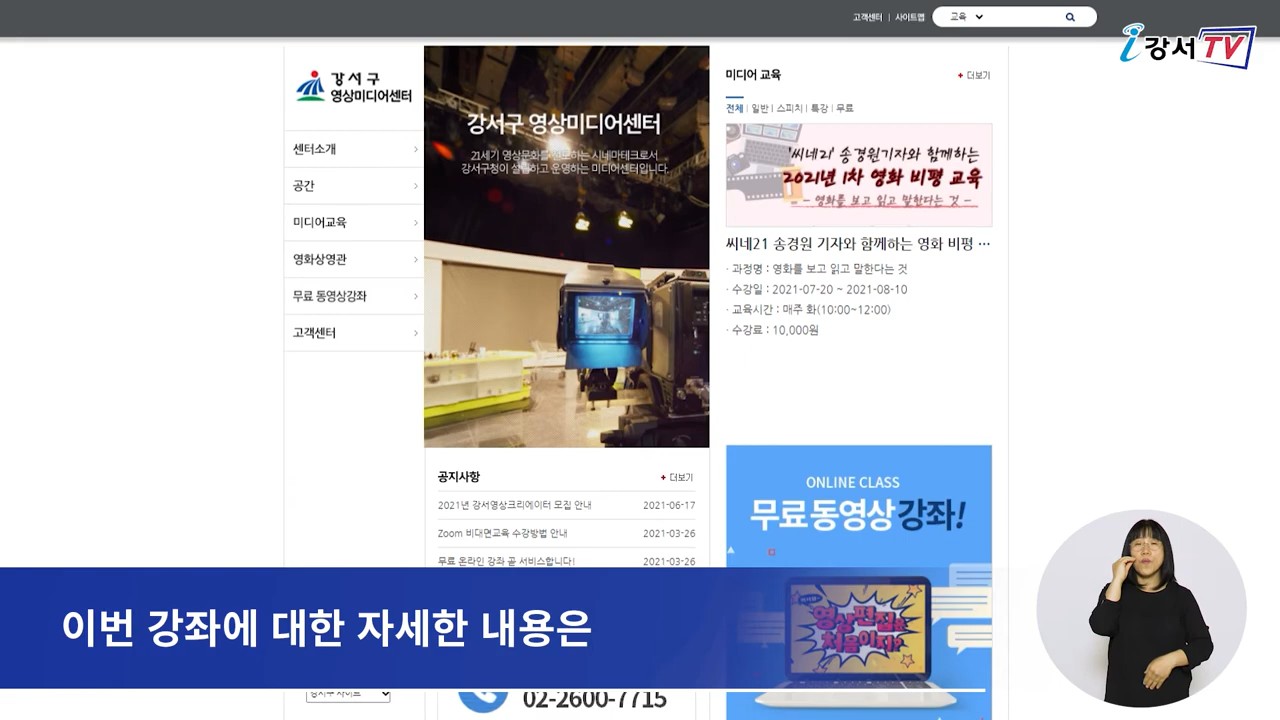 고객센터 | 사이트맵
교육
i강서TV
강서구
영상미디어센터
센터소개
공간
미디어교육
영화상영관
무료 동영상강좌
고객센터
강서구 영상미디어센터
21세기 영상문화를 선도하는 시네마테크로서
강서구청이 설립하고 운영하는 미디어센터입니다.
미디어 교육
+ 더보기
전체 | 일반 | 스피치 | 특강 | 무료
'씨네21' 송경원기자와 함께하는
2021년 1차 영화 비평 교육
- 영화를 보고 읽고 말한다는 것 -
씨네21 송경원 기자와 함께하는 영화 비평 ···
· 과정명 : 영화를 보고 읽고 말한다는 것
· 수강일 : 2021-07-20 ~ 2021-08-10
· 교육시간 : 매주 화(10:00~12:00)
· 수강료 : 10,000원
공지사항
+ 더보기
2021년 강서영상크리에이터 모집 안내 2021-06-17
Zoom 비대면교육 수강방법 안내 2021-03-26
무료 온라인 강좌 곧 서비스합니다! 2021-03-26
ONLINE CLASS
무료 동영상 강좌!
영상편집은
처음이지?
이번 강좌에 대한 자세한 내용은
강서구 사이트
02-2600-7715